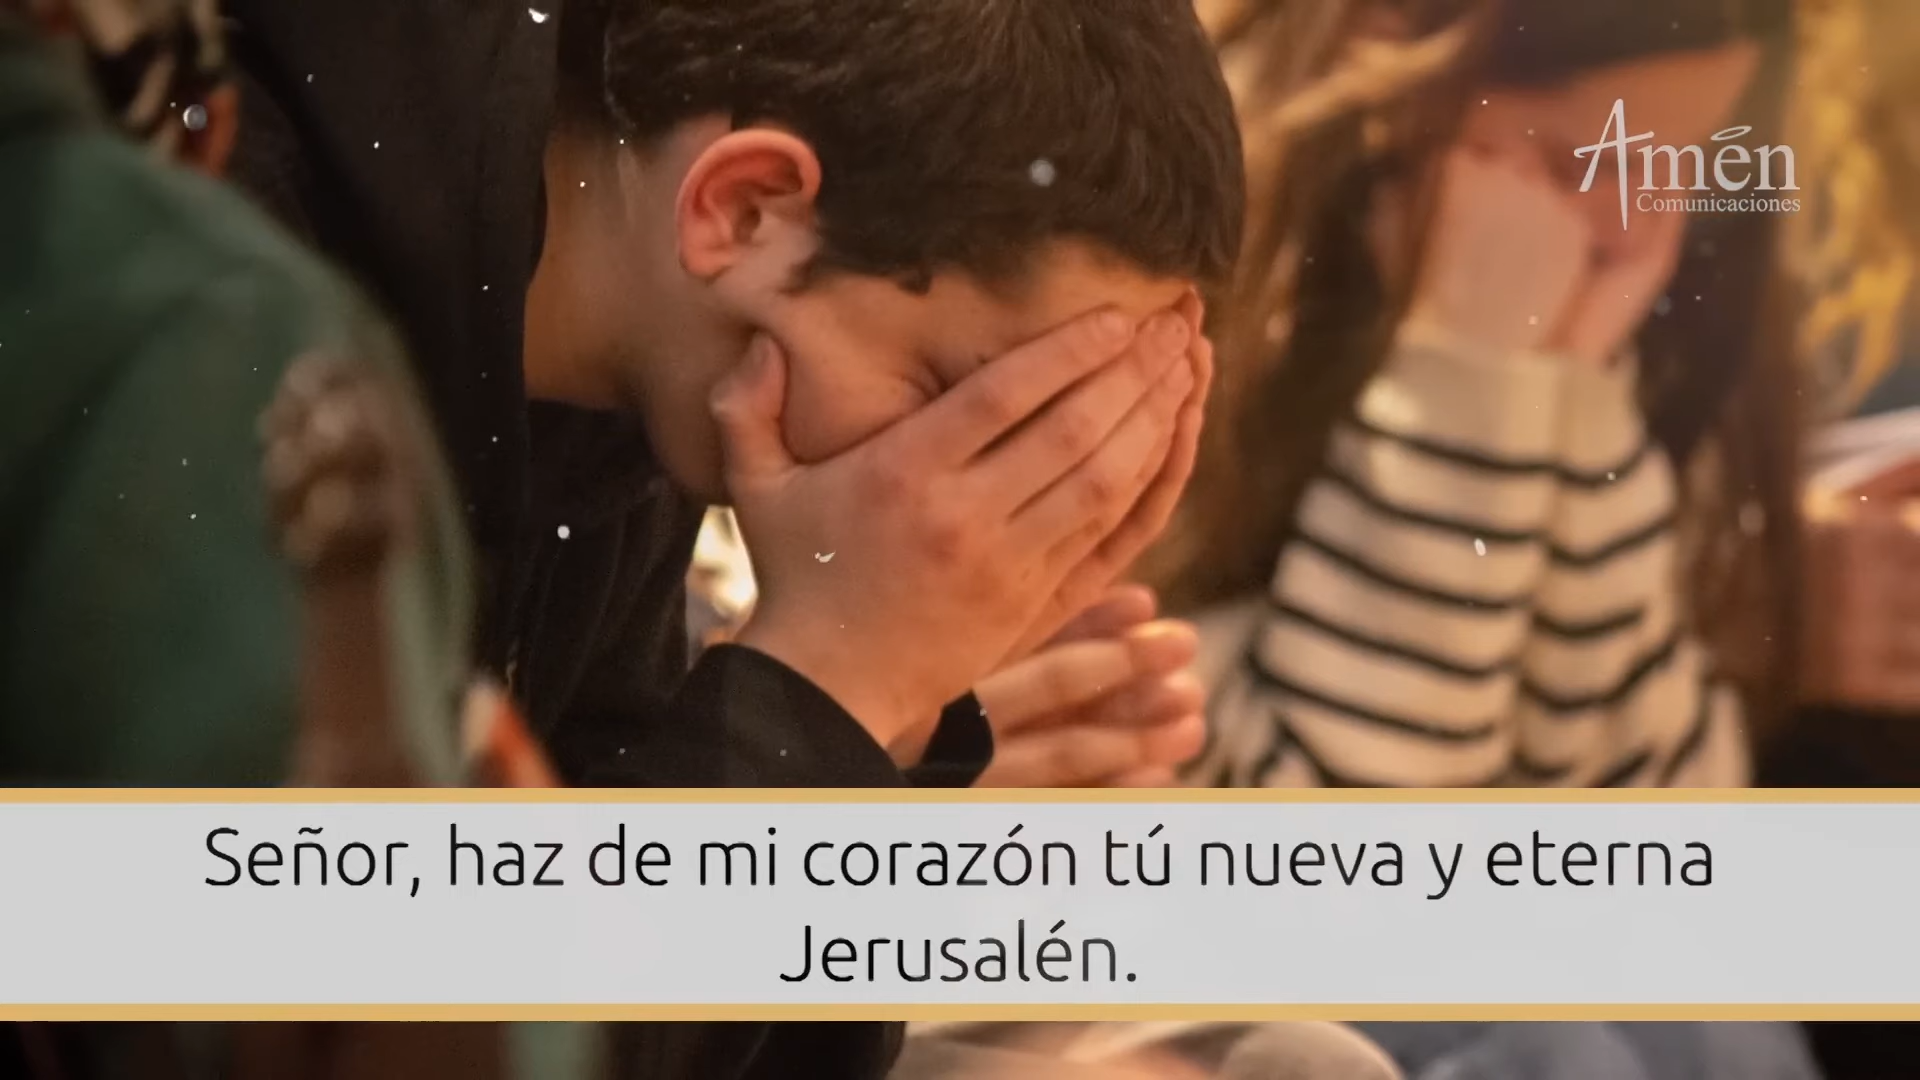 Amén
Comunicaciones
Señor, haz de mi corazón tú nueva y eterna
Jerusalén.